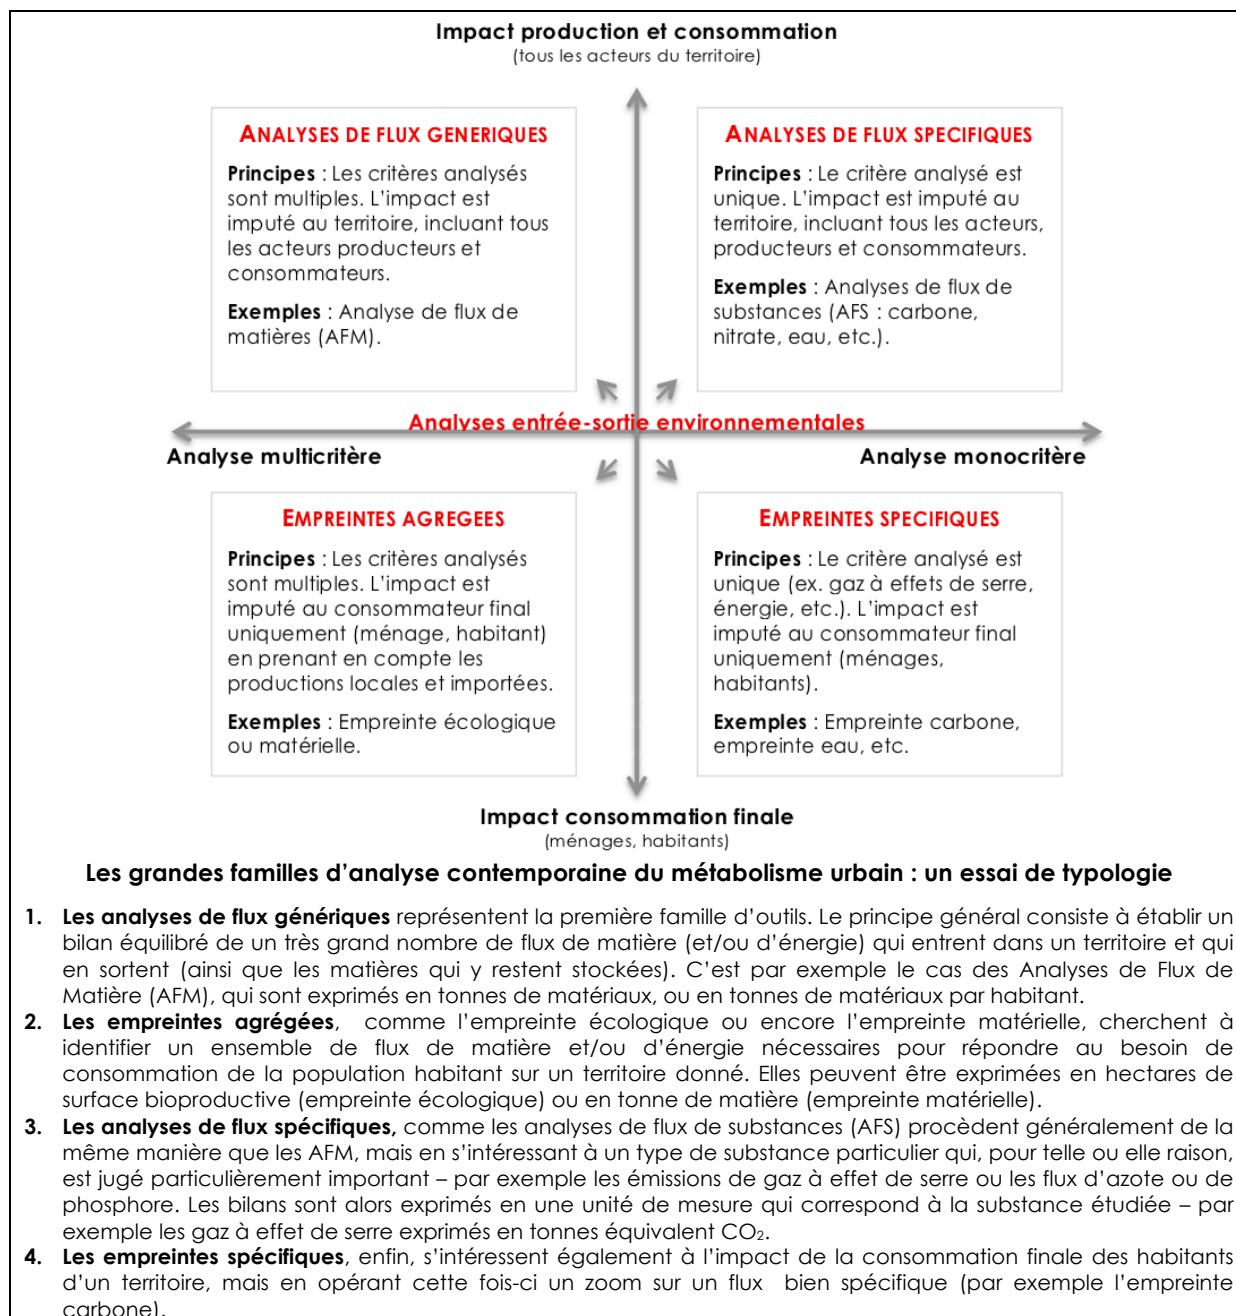 Impact production et consommation
(tous les acteurs du territoire)
ANALYSES DE FLUX GENERIQUES
Principes : Les critères analysés
sont multiples. L’impact est
imputé au territoire, incluant tous
les acteurs producteurs et
consommateurs.
Exemples : Analyse de flux de
matières (AFM).
ANALYSES DE FLUX SPECIFIQUES
Principes : Le critère analysé est
unique. L’impact est imputé au
territoire, incluant tous les acteurs,
producteurs et consommateurs.
Exemples : Analyses de flux de
substances (AFS : carbone,
nitrate, eau, etc.).
Analyses entrée-sortie environnementales
Analyse multicritère
Analyse monocritère
EMPREINTES AGREGEES
Principes : Les critères analysés
sont multiples. L’impact est
imputé au consommateur final
uniquement (ménage, habitant)
en prenant en compte les
productions locales et importées.
Exemples : Empreinte écologique
ou matérielle.
EMPREINTES SPECIFIQUES
Principes : Le critère analysé est
unique (ex. gaz à effets de serre,
énergie, etc.). L’impact est
imputé au consommateur final
uniquement (ménages,
habitants).
Exemples : Empreinte carbone,
empreinte eau, etc.
Impact consommation finale
(ménages, habitants)
Les grandes familles d’analyse contemporaine du métabolisme urbain : un essai de typologie
1. Les analyses de flux génériques représentent la première famille d’outils. Le principe général consiste à établir un
bilan équilibré de un très grand nombre de flux de matière (et/ou d’énergie) qui entrent dans un territoire et qui
en sortent (ainsi que les matières qui y restent stockées). C’est par exemple le cas des Analyses de Flux de
Matière (AFM), qui sont exprimés en tonnes de matériaux, ou en tonnes de matériaux par habitant.
2. Les empreintes agrégées, comme l’empreinte écologique ou encore l’empreinte matérielle, cherchent à
identifier un ensemble de flux de matière et/ou d’énergie nécessaires pour répondre au besoin de
consommation de la population habitant sur un territoire donné. Elles peuvent être exprimées en hectares de
surface bioproductive (empreinte écologique) ou en tonne de matière (empreinte matérielle).
3. Les analyses de flux spécifiques, comme les analyses de flux de substances (AFS) procèdent généralement de la
même manière que les AFM, mais en s’intéressant à un type de substance particulier qui, pour telle ou elle raison,
est jugé particulièrement important – par exemple les émissions de gaz à effet de serre ou les flux d’azote ou de
phosphore. Les bilans sont alors exprimés en une unité de mesure qui correspond à la substance étudiée – par
exemple les gaz à effet de serre exprimés en tonnes équivalent CO₂.
4. Les empreintes spécifiques, enfin, s’intéressent également à l’impact de la consommation finale des habitants
d’un territoire, mais en opérant cette fois-ci un zoom sur un flux bien spécifique (par exemple l’empreinte
carbone).